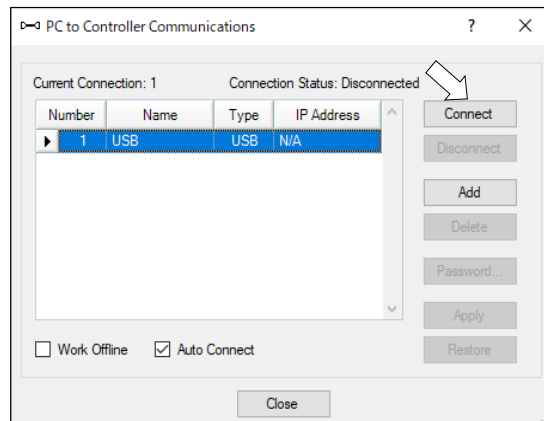 PC to Controller Communications ? ×
Current Connection: 1 Connection Status: Disconnected
Number Name Type IP Address Connect
1 USB USB N/A Disconnect
Add
Delete
Password...
Apply
Work Offline Auto Connect Restore
Close